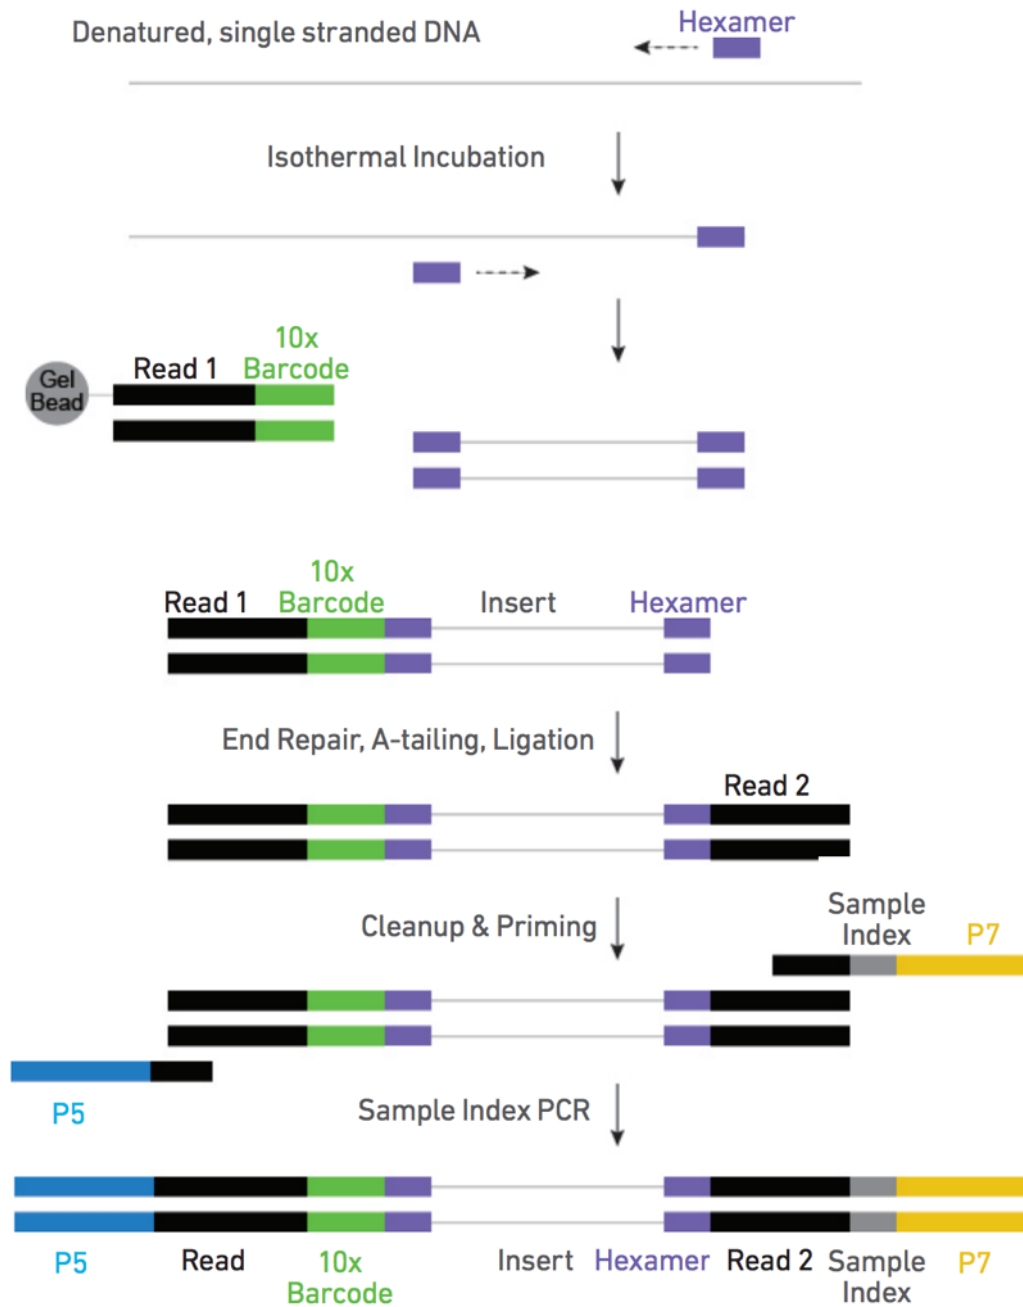 Denatured, single stranded DNA
Hexamer
Isothermal Incubation
10x
Read 1 Barcode
Gel
Bead
10x
Read 1 Barcode Insert Hexamer
End Repair, A-tailing, Ligation
Read 2
Cleanup & Priming
Sample
Index P7
P5
Sample Index PCR
P5 Read 10x Insert Hexamer Read 2 Sample P7
Barcode Index